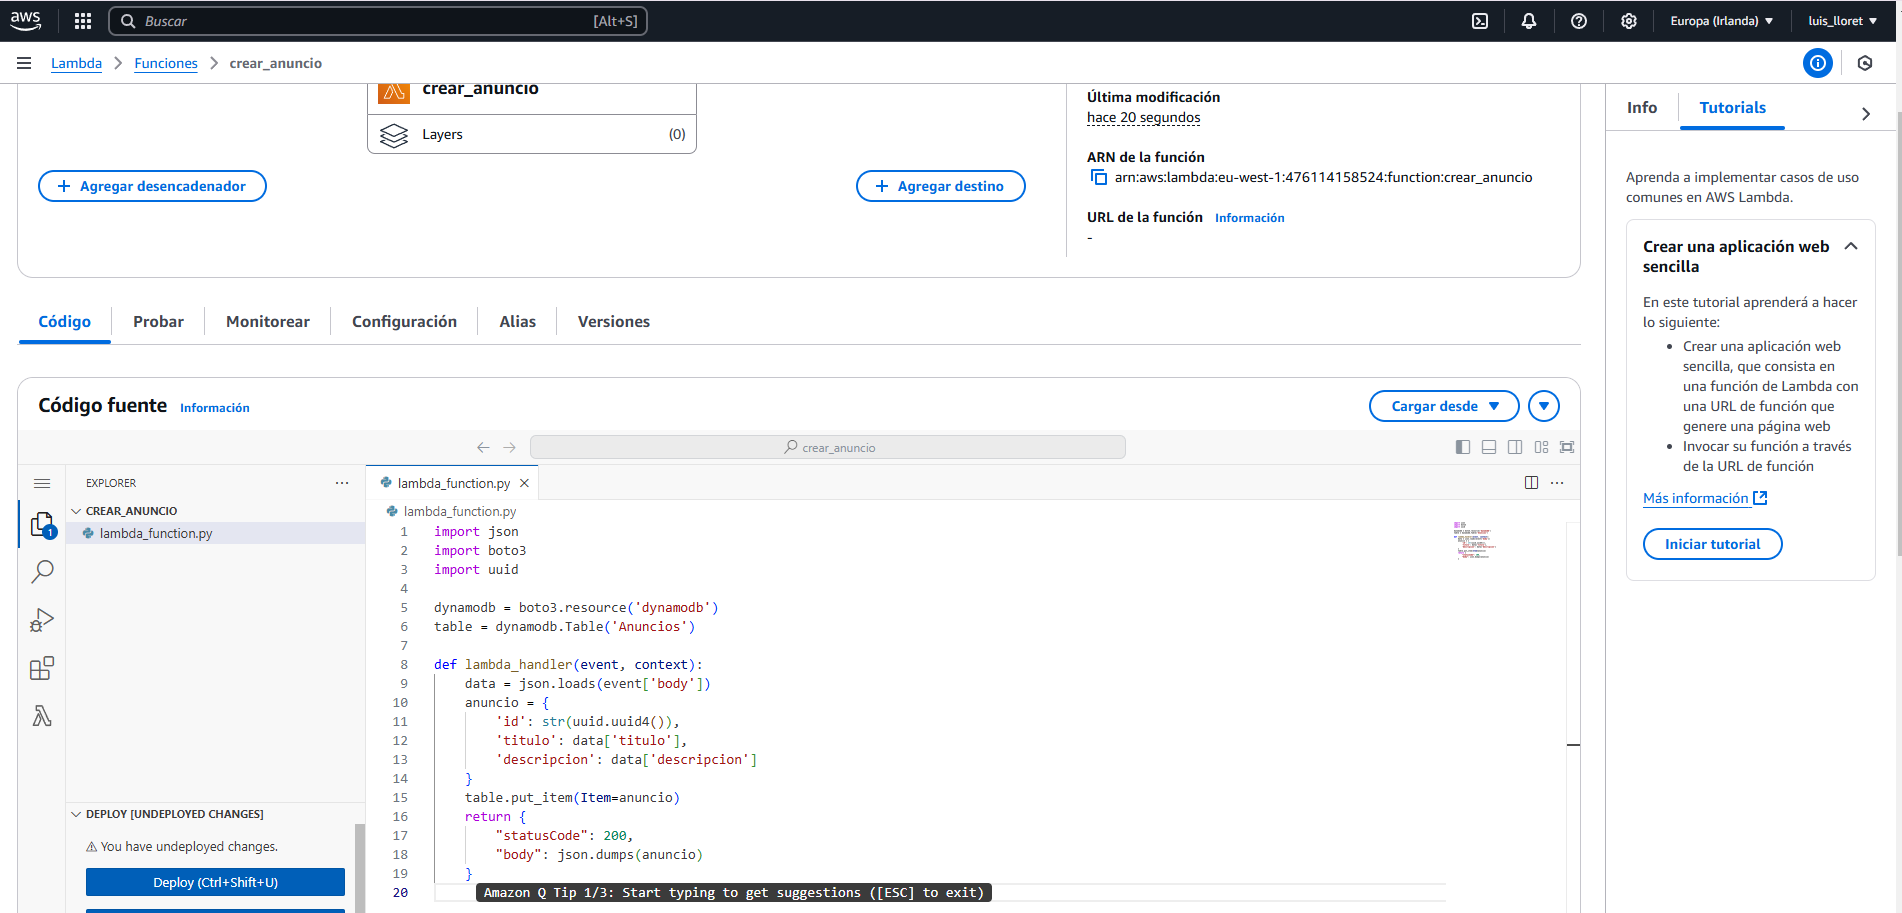 aws
Buscar
[Alt+S]
Europa (Irlanda)
luis_lloret
Lambda
Funciones
crear_anuncio
crear_anuncio
Layers
(0)
+ Agregar desencadenador
+ Agregar destino
Última modificación
hace 20 segundos
ARN de la función
arn:aws:lambda:eu-west-1:476114158524:function:crear_anuncio
URL de la función Información
-
Código
Probar
Monitorear
Configuración
Alias
Versiones
Código fuente Información
Cargar desde
crear_anuncio
EXPLORER
CREAR_ANUNCIO
1
lambda_function.py
DEPLOY [UNDEPLOYED CHANGES]
You have undeployed changes.
Deploy (Ctrl+Shift+U)
lambda_function.py
lambda_function.py
1 import json
2 import boto3
3 import uuid
4
5 dynamodb = boto3.resource('dynamodb')
6 table = dynamodb.Table('Anuncios')
7
8 def lambda_handler(event, context):
9 data = json.loads(event['body'])
10 anuncio = {
11 'id': str(uuid.uuid4()),
12 'titulo': data['titulo'],
13 'descripcion': data['descripcion']
14 }
15 table.put_item(Item=anuncio)
16 return {
17 "statusCode": 200,
18 "body": json.dumps(anuncio)
19 }
20 Amazon Q Tip 1/3: Start typing to get suggestions ([ESC] to exit)
Info
Tutorials
Aprenda a implementar casos de uso
comunes en AWS Lambda.
Crear una aplicación web
sencilla
En este tutorial aprenderá a hacer
lo siguiente:
• Crear una aplicación web
sencilla, que consista en
una función de Lambda con
una URL de función que
genere una página web
• Invocar su función a través
de la URL de función
Más información
Iniciar tutorial